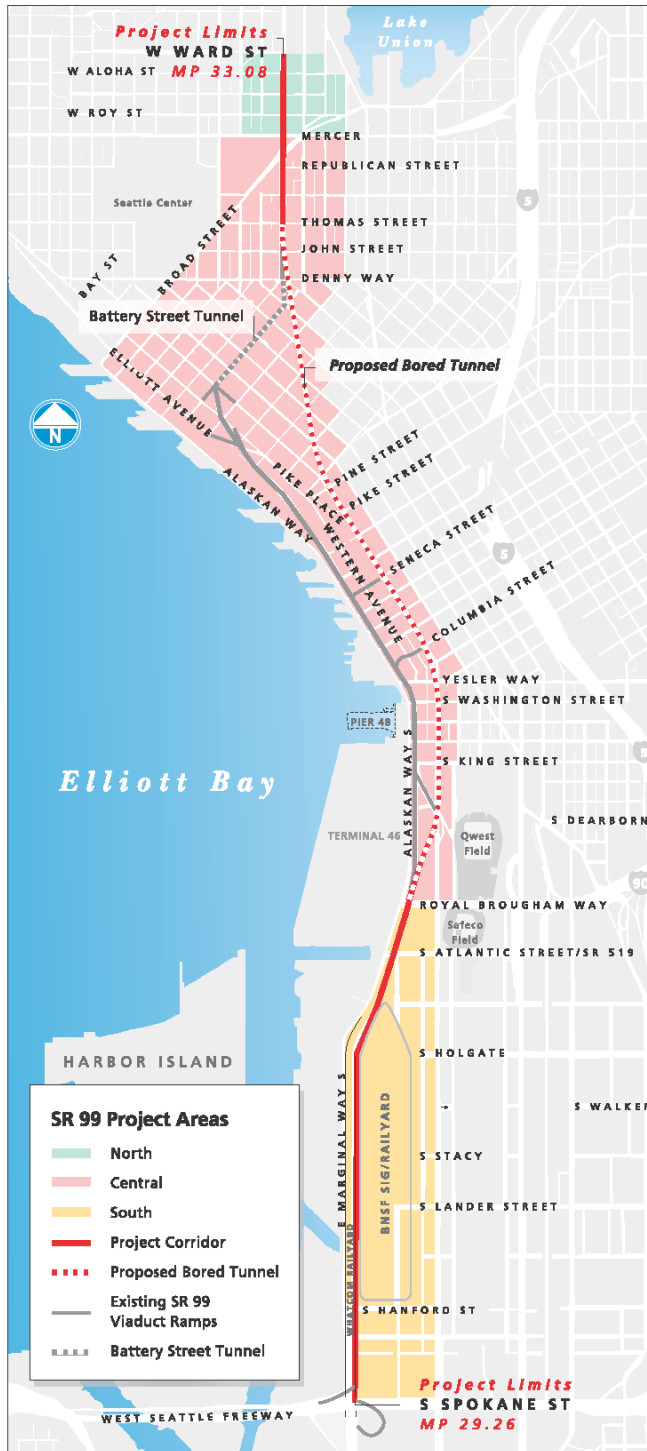 Project Limits
W WARD ST
MP 33.08
Lake
Union
W ALOHA ST
W ROY ST
MERCER
REPUBLICAN STREET
Seattle Center
THOMAS STREET
BROAD STREET
JOHN STREET
BAY ST
DENNY WAY
5
Battery Street Tunnel
Proposed Bored Tunnel
ELLIOTT AVENUE
N
PINE STREET
PIKE STREET
PIKE PLACE
ALASKAN WAY
WESTERN AVENUE
SENECA STREET
5
COLUMBIA STREET
YESLER WAY
S WASHINGTON STREET
PIER 48
ALASKAN WAY S
5
S KING STREET
Elliott Bay
S DEARBORN
TERMINAL 46
Qwest
Field
90
ROYAL BROUGHAM WAY
Safeco
Field
S ATLANTIC STREET/SR 519
HARBOR ISLAND
S HOLGATE
E MARGINAL WAY S
BNSF SIG/RAILYARD
S WALKER
S STACY
S LANDER STREET
WHATCOM RAILYARD
S HANFORD ST
SR 99 Project Areas
North
Central
South
Project Corridor
Proposed Bored Tunnel
Existing SR 99
Viaduct Ramps
Battery Street Tunnel
Project Limits
S SPOKANE ST
MP 29.26
WEST SEATTLE FREEWAY